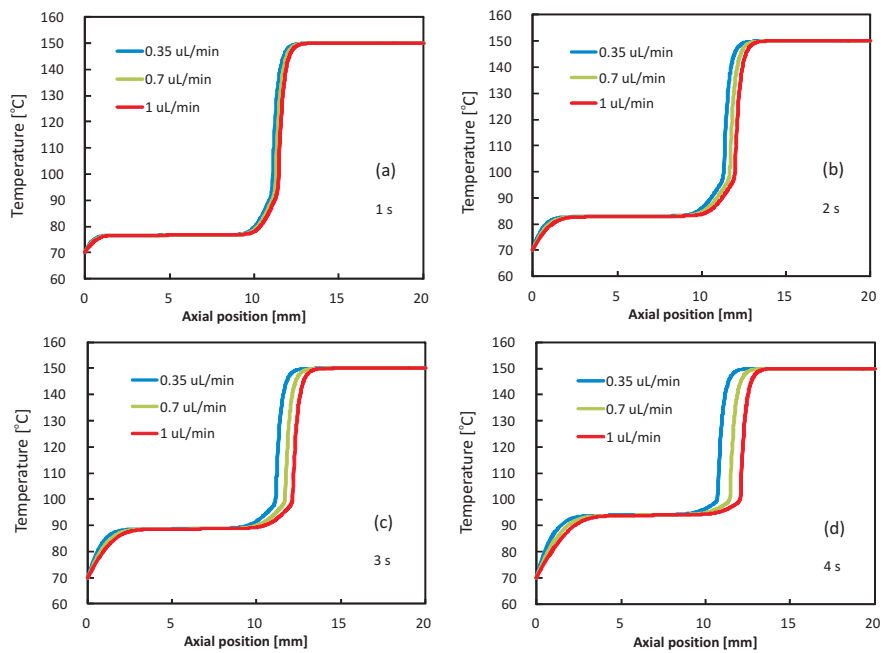 160
150
140
130
120
110
100
90
80
70
60
Temperature [°C]
0.35 uL/min
0.7 uL/min
1 uL/min
(a)
1 s
0 5 10 15 20
Axial position [mm]
160
150
140
130
120
110
100
90
80
70
60
Temperature [°C]
0.35 uL/min
0.7 uL/min
1 uL/min
(b)
2 s
0 5 10 15 20
Axial position [mm]
160
150
140
130
120
110
100
90
80
70
60
Temperature [°C]
0.35 uL/min
0.7 uL/min
1 uL/min
(c)
3 s
0 5 10 15 20
Axial position [mm]
160
150
140
130
120
110
100
90
80
70
60
Temperature [°C]
0.35 uL/min
0.7 uL/min
1 uL/min
(d)
4 s
0 5 10 15 20
Axial position [mm]